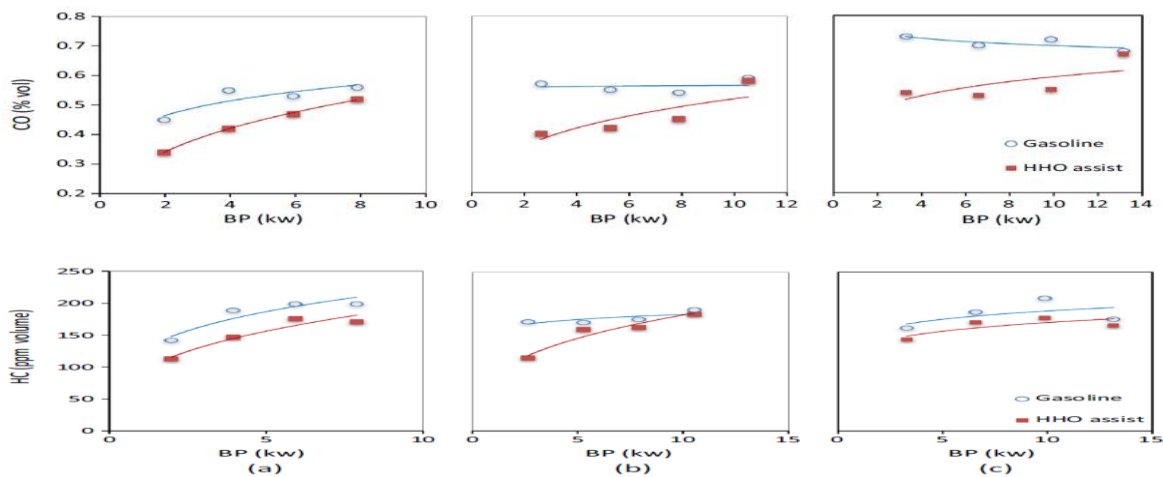 CO (% vol)
0.8
0.7
0.6
0.5
0.4
0.3
0.2
0 2 4 6 8 10
BP (kw)
0 2 4 6 8 10 12
BP (kw)
Gasoline
HHO assist
0 2 4 6 8 10 12 14
BP (kw)
HC (ppm volume)
250
200
150
100
50
0
0 5 10
BP (kw)
(a)
0 5 10 15
BP (kw)
(b)
Gasoline
HHO assist
0 5 10 15
BP (kw)
(c)